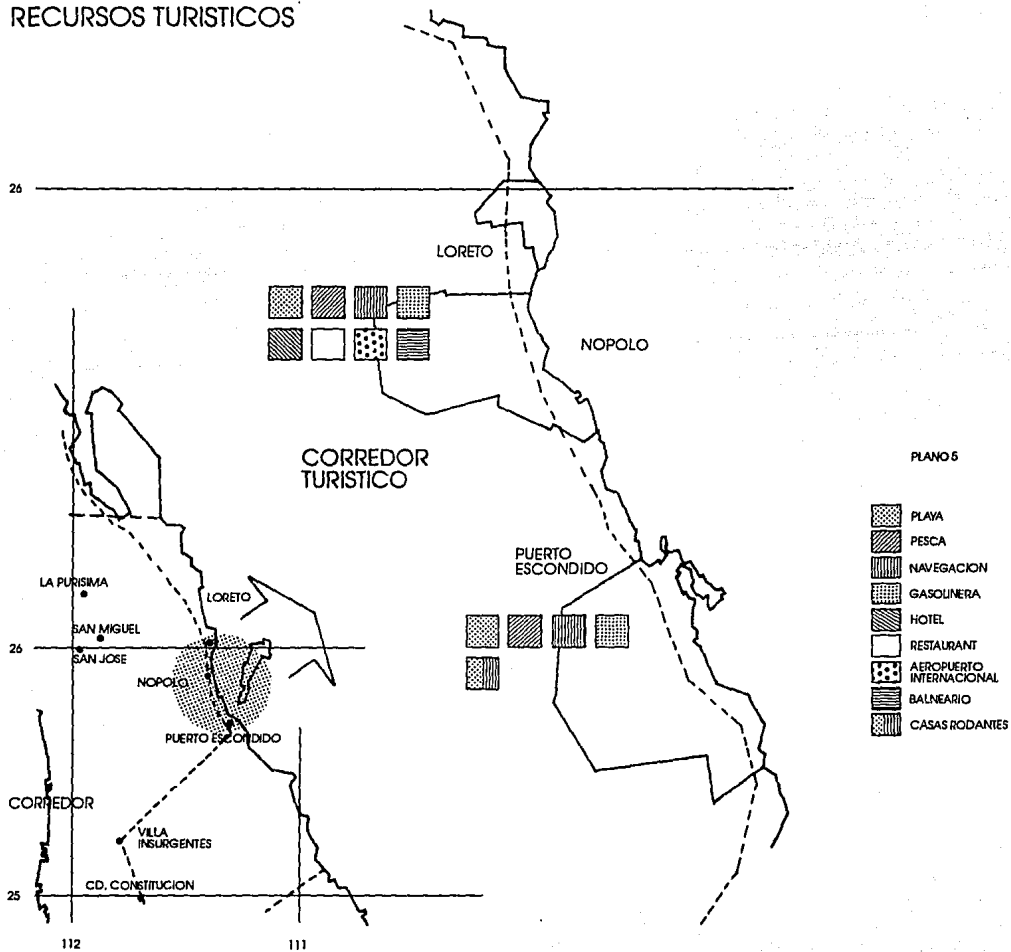 RECURSOS TURISTICOS
26
LORETO
NOPOLO
CORREDOR
TURISTICO
PLANO 5
PUERTO
ESCONDIDO
PLAYA
PESCA
NAVEGACION
GASOLINERA
HOTEL
RESTAURANT
AEROPUERTO
INTERNACIONAL
BALNEARIO
CASAS RODANTES
LA PURISIMA
LORETO
SAN MIGUEL
26
SAN JOSE
NOPOLO
PUERTO ESCONDIDO
CORREDOR
VILLA
INSURGENTES
CD. CONSTITUCION
25
112
111